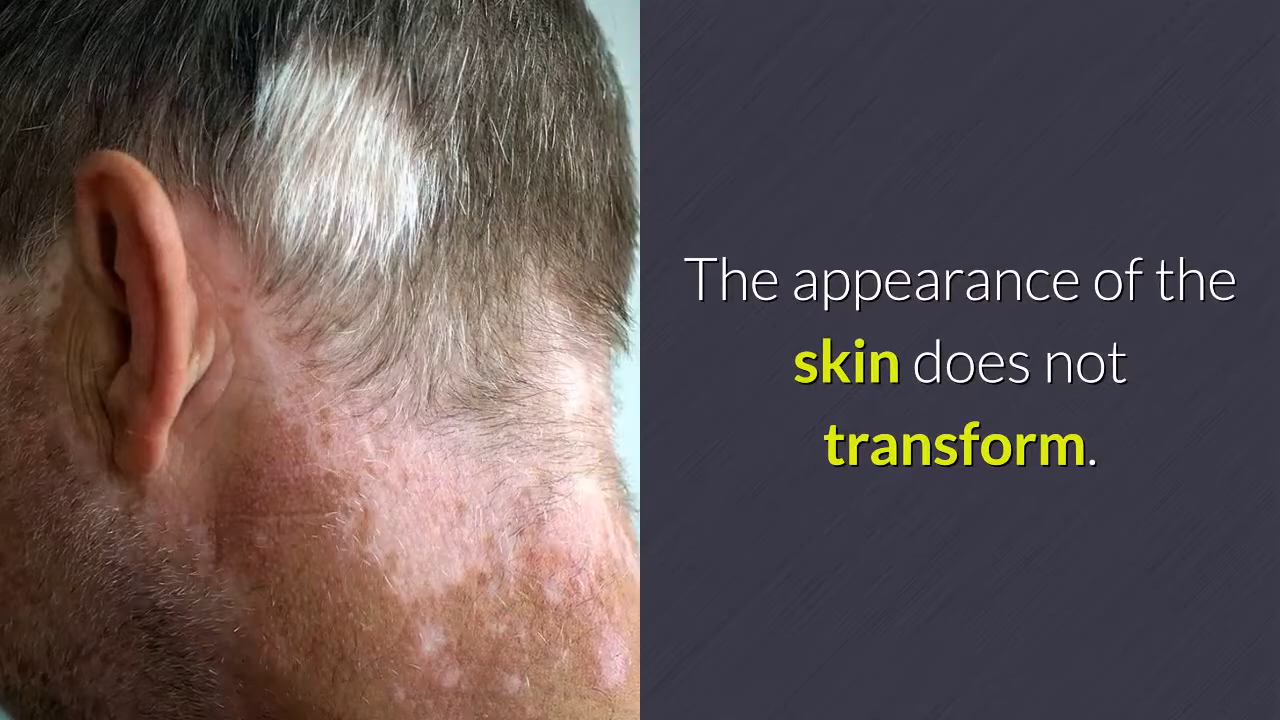 The appearance of the
skin does not
transform.